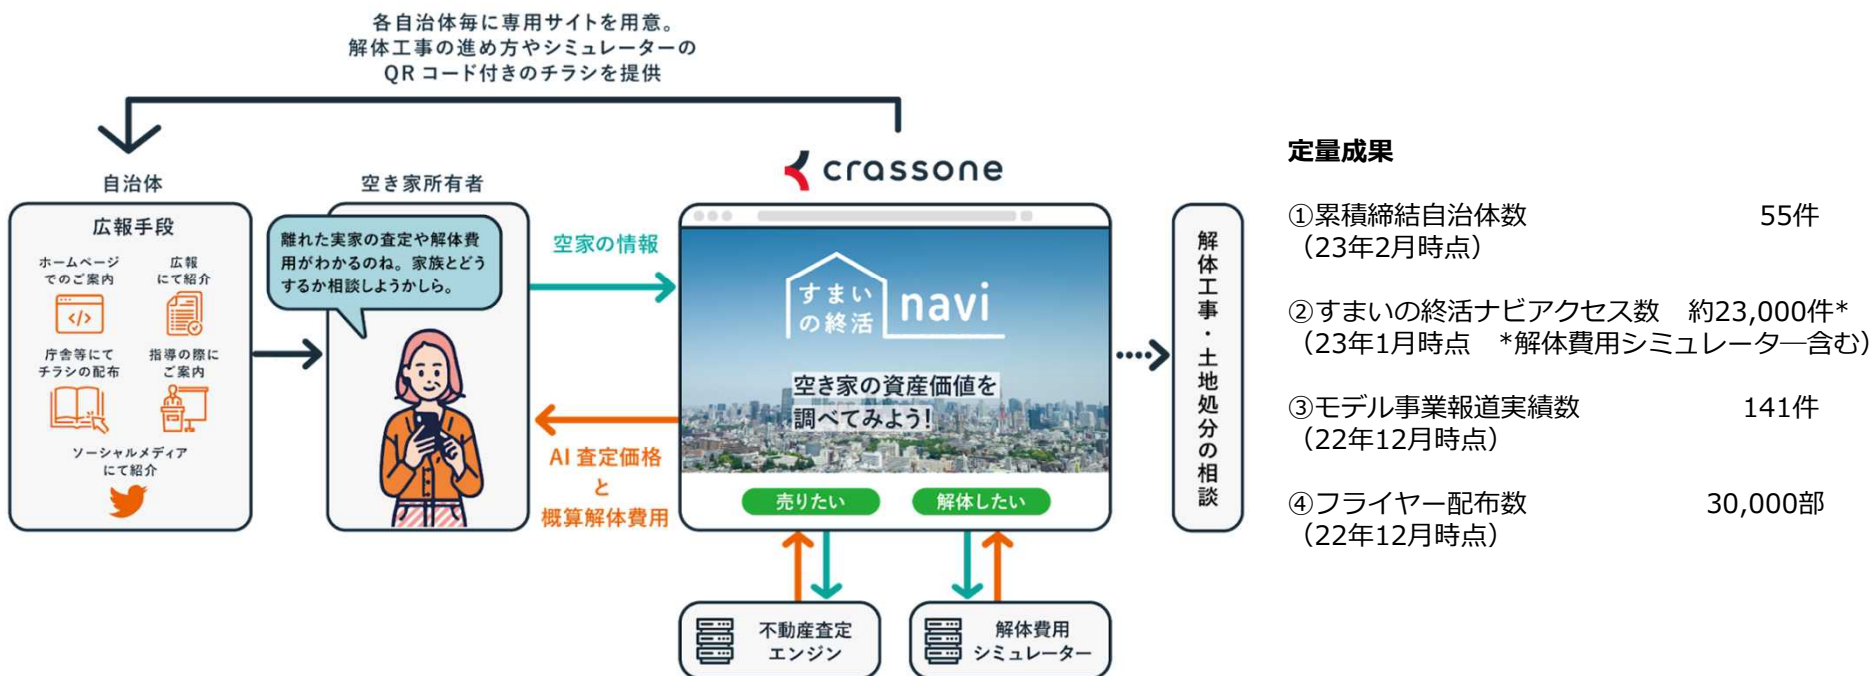 各自治体毎に専用サイトを用意。
解体工事の進め方やシミュレーターの
QRコード付きのチラシを提供
自治体
広報手段
ホームページ
でのご案内
広報
にて紹介
庁舎等にて
チラシの配布
指導の際に
ご案内
ソーシャルメディア
にて紹介
空き家所有者
離れた実家の査定や解体費
用がわかるのね。家族とどう
するか相談しようかしら。
空家の情報
AI 査定価格
と
概算解体費用
crassone
すまい
の終活
navi
空き家の資産価値を
調べてみよう!
売りたい
解体したい
不動産査定
エンジン
解体費用
シミュレーター
解体工事・土地処分の相談
定量成果
①累積締結自治体数 55件
（23年2月時点）
②すまいの終活ナビアクセス数 約23,000件*
（23年1月時点 *解体費用シミュレーター含む）
③モデル事業報道実績数 141件
（22年12月時点）
④フライヤー配布数 30,000部
（22年12月時点）